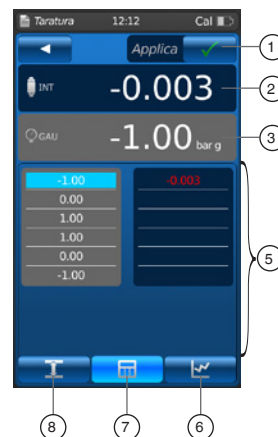 Taratura 12:12 Cal
Applica 1
INT -0.003 2
GAU -1.00 bar g 3
-1.00 -0.003
0.00
1.00
1.00
0.00
-1.00
5
8 7 6